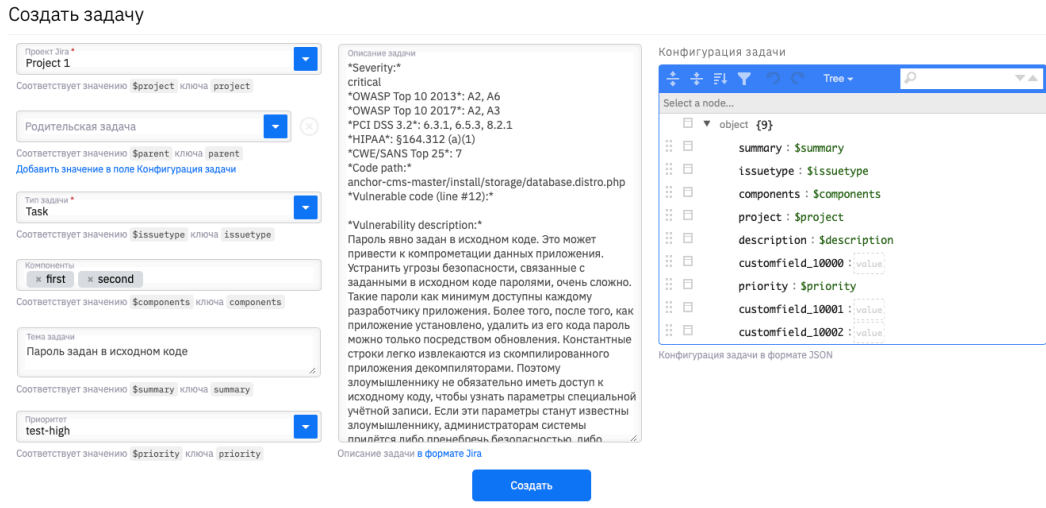 Создать задачу
Проект Jira *
Project 1
Соответствует значению $project ключа project
Родительская задача
Соответствует значению $parent ключа parent
Добавить значение в поле Конфигурация задачи
Тип задачи *
Task
Соответствует значению $issuetype ключа issuetype
Компоненты
× first × second
Соответствует значению $components ключа components
Тема задачи
Пароль задан в исходном коде
Соответствует значению $summary ключа summary
Приоритет
test-high
Соответствует значению $priority ключа priority
Описание задачи
*Severity:*
critical
*OWASP Top 10 2013*: A2, A6
*OWASP Top 10 2017*: A2, A3
*PCI DSS 3.2*: 6.3.1, 6.5.3, 8.2.1
*HIPAA*: §164.312 (a)(1)
*CWE/SANS Top 25*: 7
*Code path:*
anchor-cms-master/install/storage/database.distro.php
*Vulnerable code (line #12):*
*Vulnerability description:*
Пароль явно задан в исходном коде. Это может
привести к компрометации данных приложения.
Устранить угрозы безопасности, связанные с
заданными в исходном коде паролями, очень сложно.
Такие пароли как минимум доступны каждому
разработчику приложения. Более того, после того, как
приложение установлено, удалить из его кода пароль
можно только посредством обновления. Константные
строки легко извлекаются из скомпилированного
приложения декомпиляторами. Поэтому
злоумышленнику не обязательно иметь доступ к
исходному коду, чтобы узнать параметры специальной
учётной записи. Если эти параметры станут известны
злоумышленнику, администраторам системы
придётся либо пренебречь безопасностью, либо
Описание задачи в формате Jira
Конфигурация задачи
Tree
Select a node...
object {9}
summary : $summary
issuetype : $issuetype
components : $components
project : $project
description : $description
customfield_10000 : value
priority : $priority
customfield_10001 : value
customfield_10002 : value
Конфигурация задачи в формате JSON
Создать